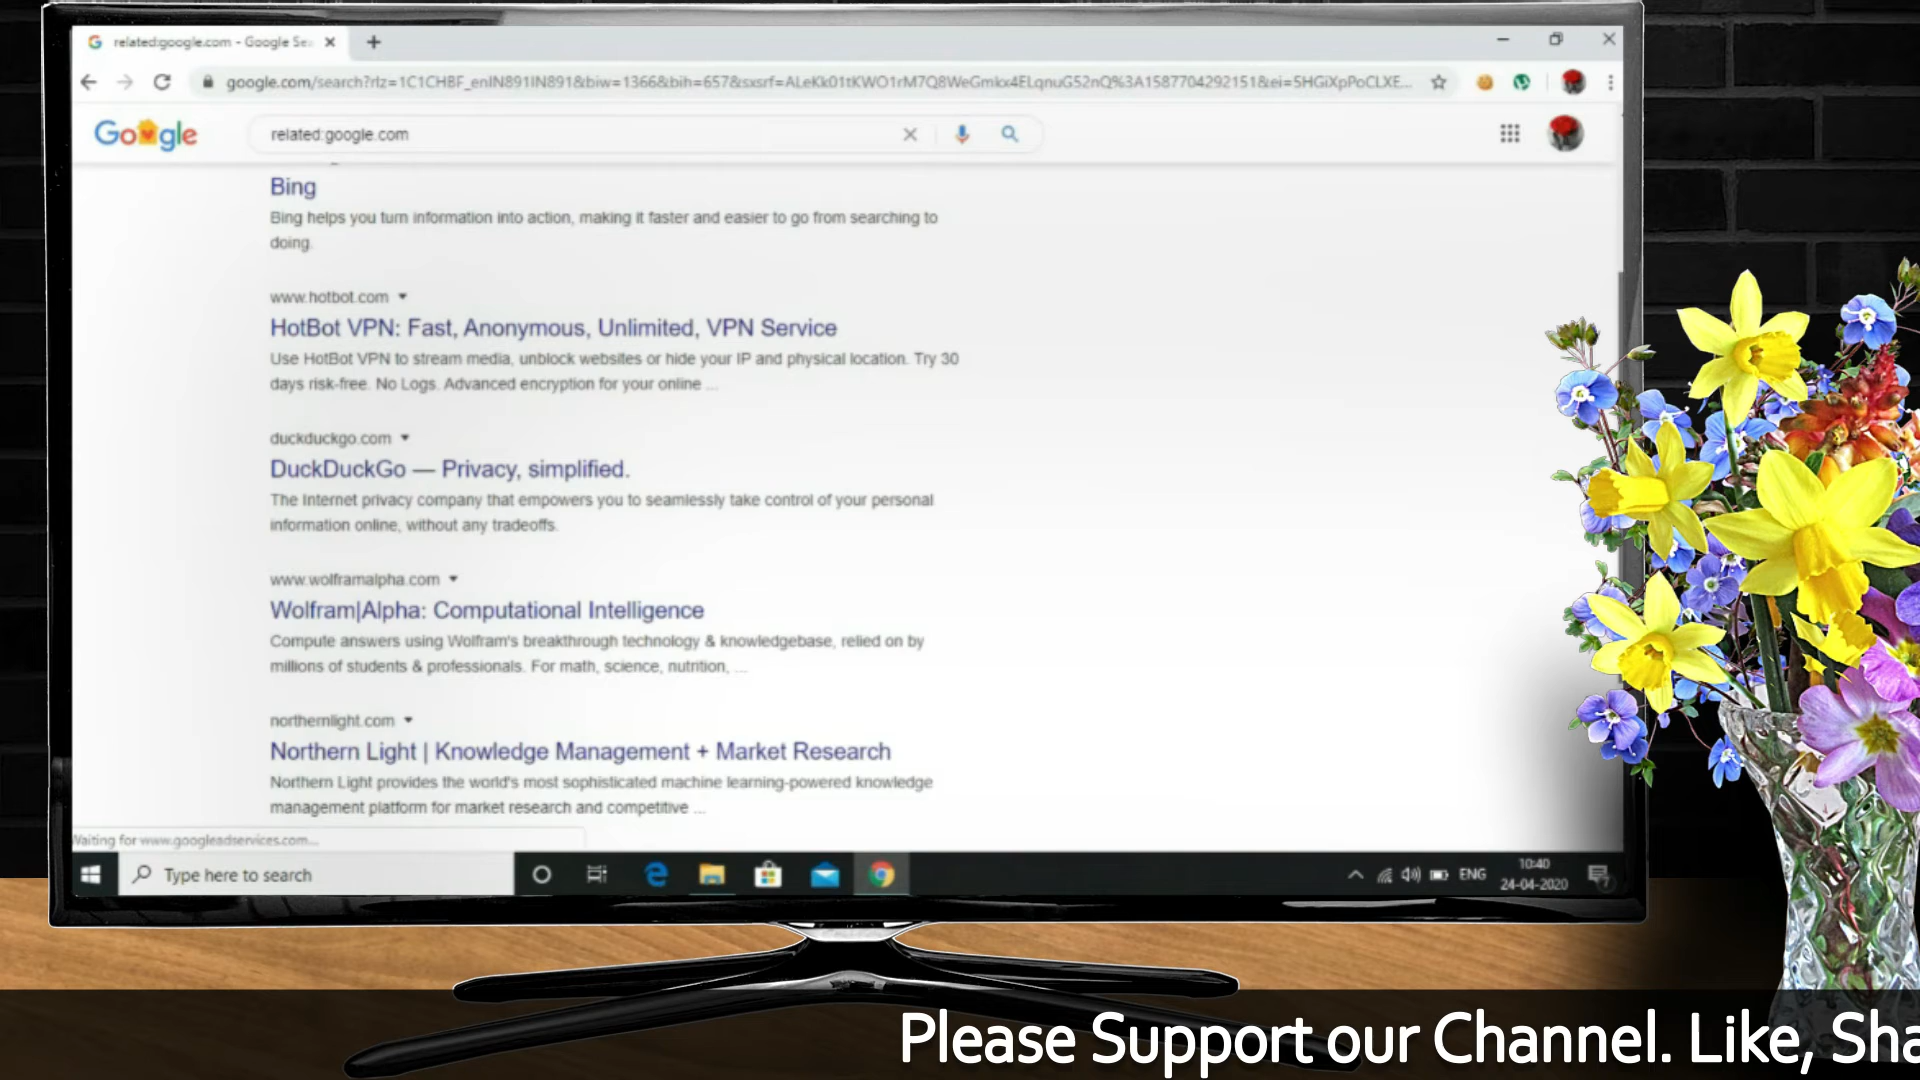 related:google.com - Google Sea
google.com/search?rlz=1C1CHBF_enIN891IN891&biw=1366&bih=657&sxsrf=ALeKk01tKWO1rM7Q8WeGmkx4ELqnuG52nQ%3A1587704292151&ei=5HGiXpPoCLXE...
Google
related:google.com
Bing
Bing helps you turn information into action, making it faster and easier to go from searching to
doing.
www.hotbot.com
HotBot VPN: Fast, Anonymous, Unlimited, VPN Service
Use HotBot VPN to stream media, unblock websites or hide your IP and physical location. Try 30
days risk-free. No Logs. Advanced encryption for your online ...
duckduckgo.com
DuckDuckGo — Privacy, simplified.
The Internet privacy company that empowers you to seamlessly take control of your personal
information online, without any tradeoffs.
www.wolframalpha.com
Wolfram|Alpha: Computational Intelligence
Compute answers using Wolfram's breakthrough technology & knowledgebase, relied on by
millions of students & professionals. For math, science, nutrition, ...
northernlight.com
Northern Light | Knowledge Management + Market Research
Northern Light provides the world's most sophisticated machine learning-powered knowledge
management platform for market research and competitive ...
Waiting for www.googleadservices.com...
Type here to search
ENG
10:40
24-04-2020
7
Please Support our Channel. Like, Sha